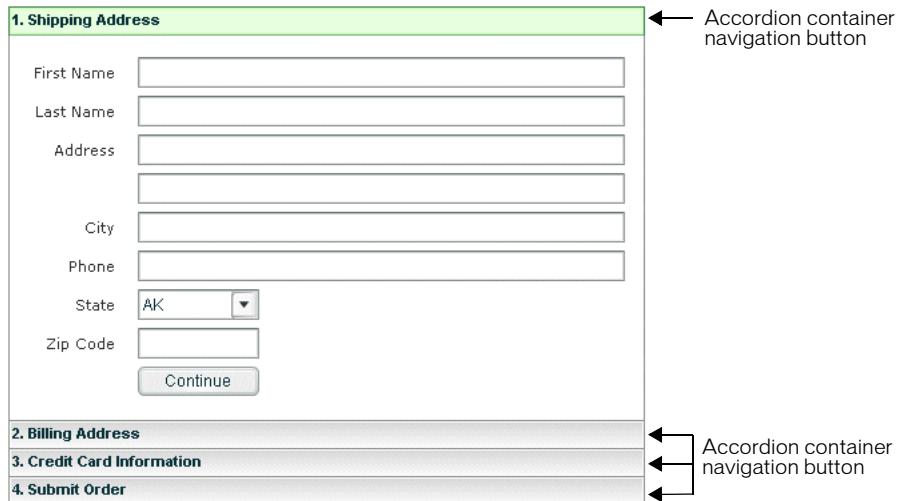 1. Shipping Address
Accordion container
navigation button
First Name
Last Name
Address
City
Phone
State
AK
Zip Code
Continue
2. Billing Address
3. Credit Card Information
4. Submit Order
Accordion container
navigation button